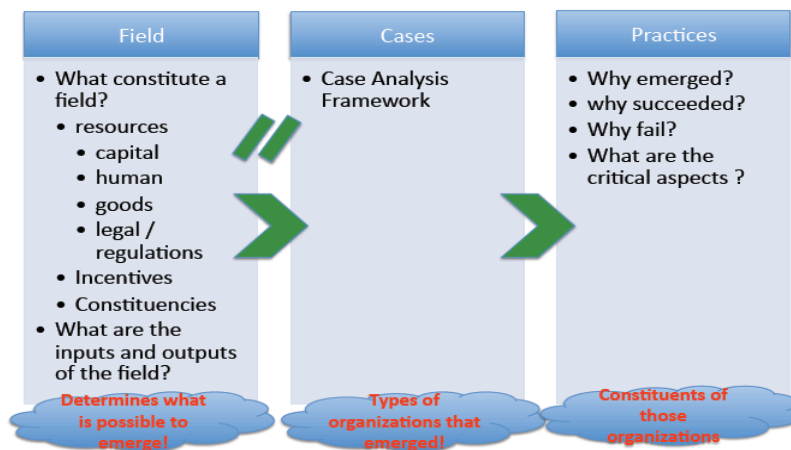 Field
• What constitute a
field?
• resources
• capital
• human
• goods
• legal /
regulations
• Incentives
• Constituencies
• What are the
inputs and outputs
of the field?
Determines what
is possible to
emerge!
Cases
• Case Analysis
Framework
Types of
organizations that
emerged!
Practices
• Why emerged?
• why succeeded?
• Why fail?
• What are the
critical aspects ?
Constituents of
those
organizations